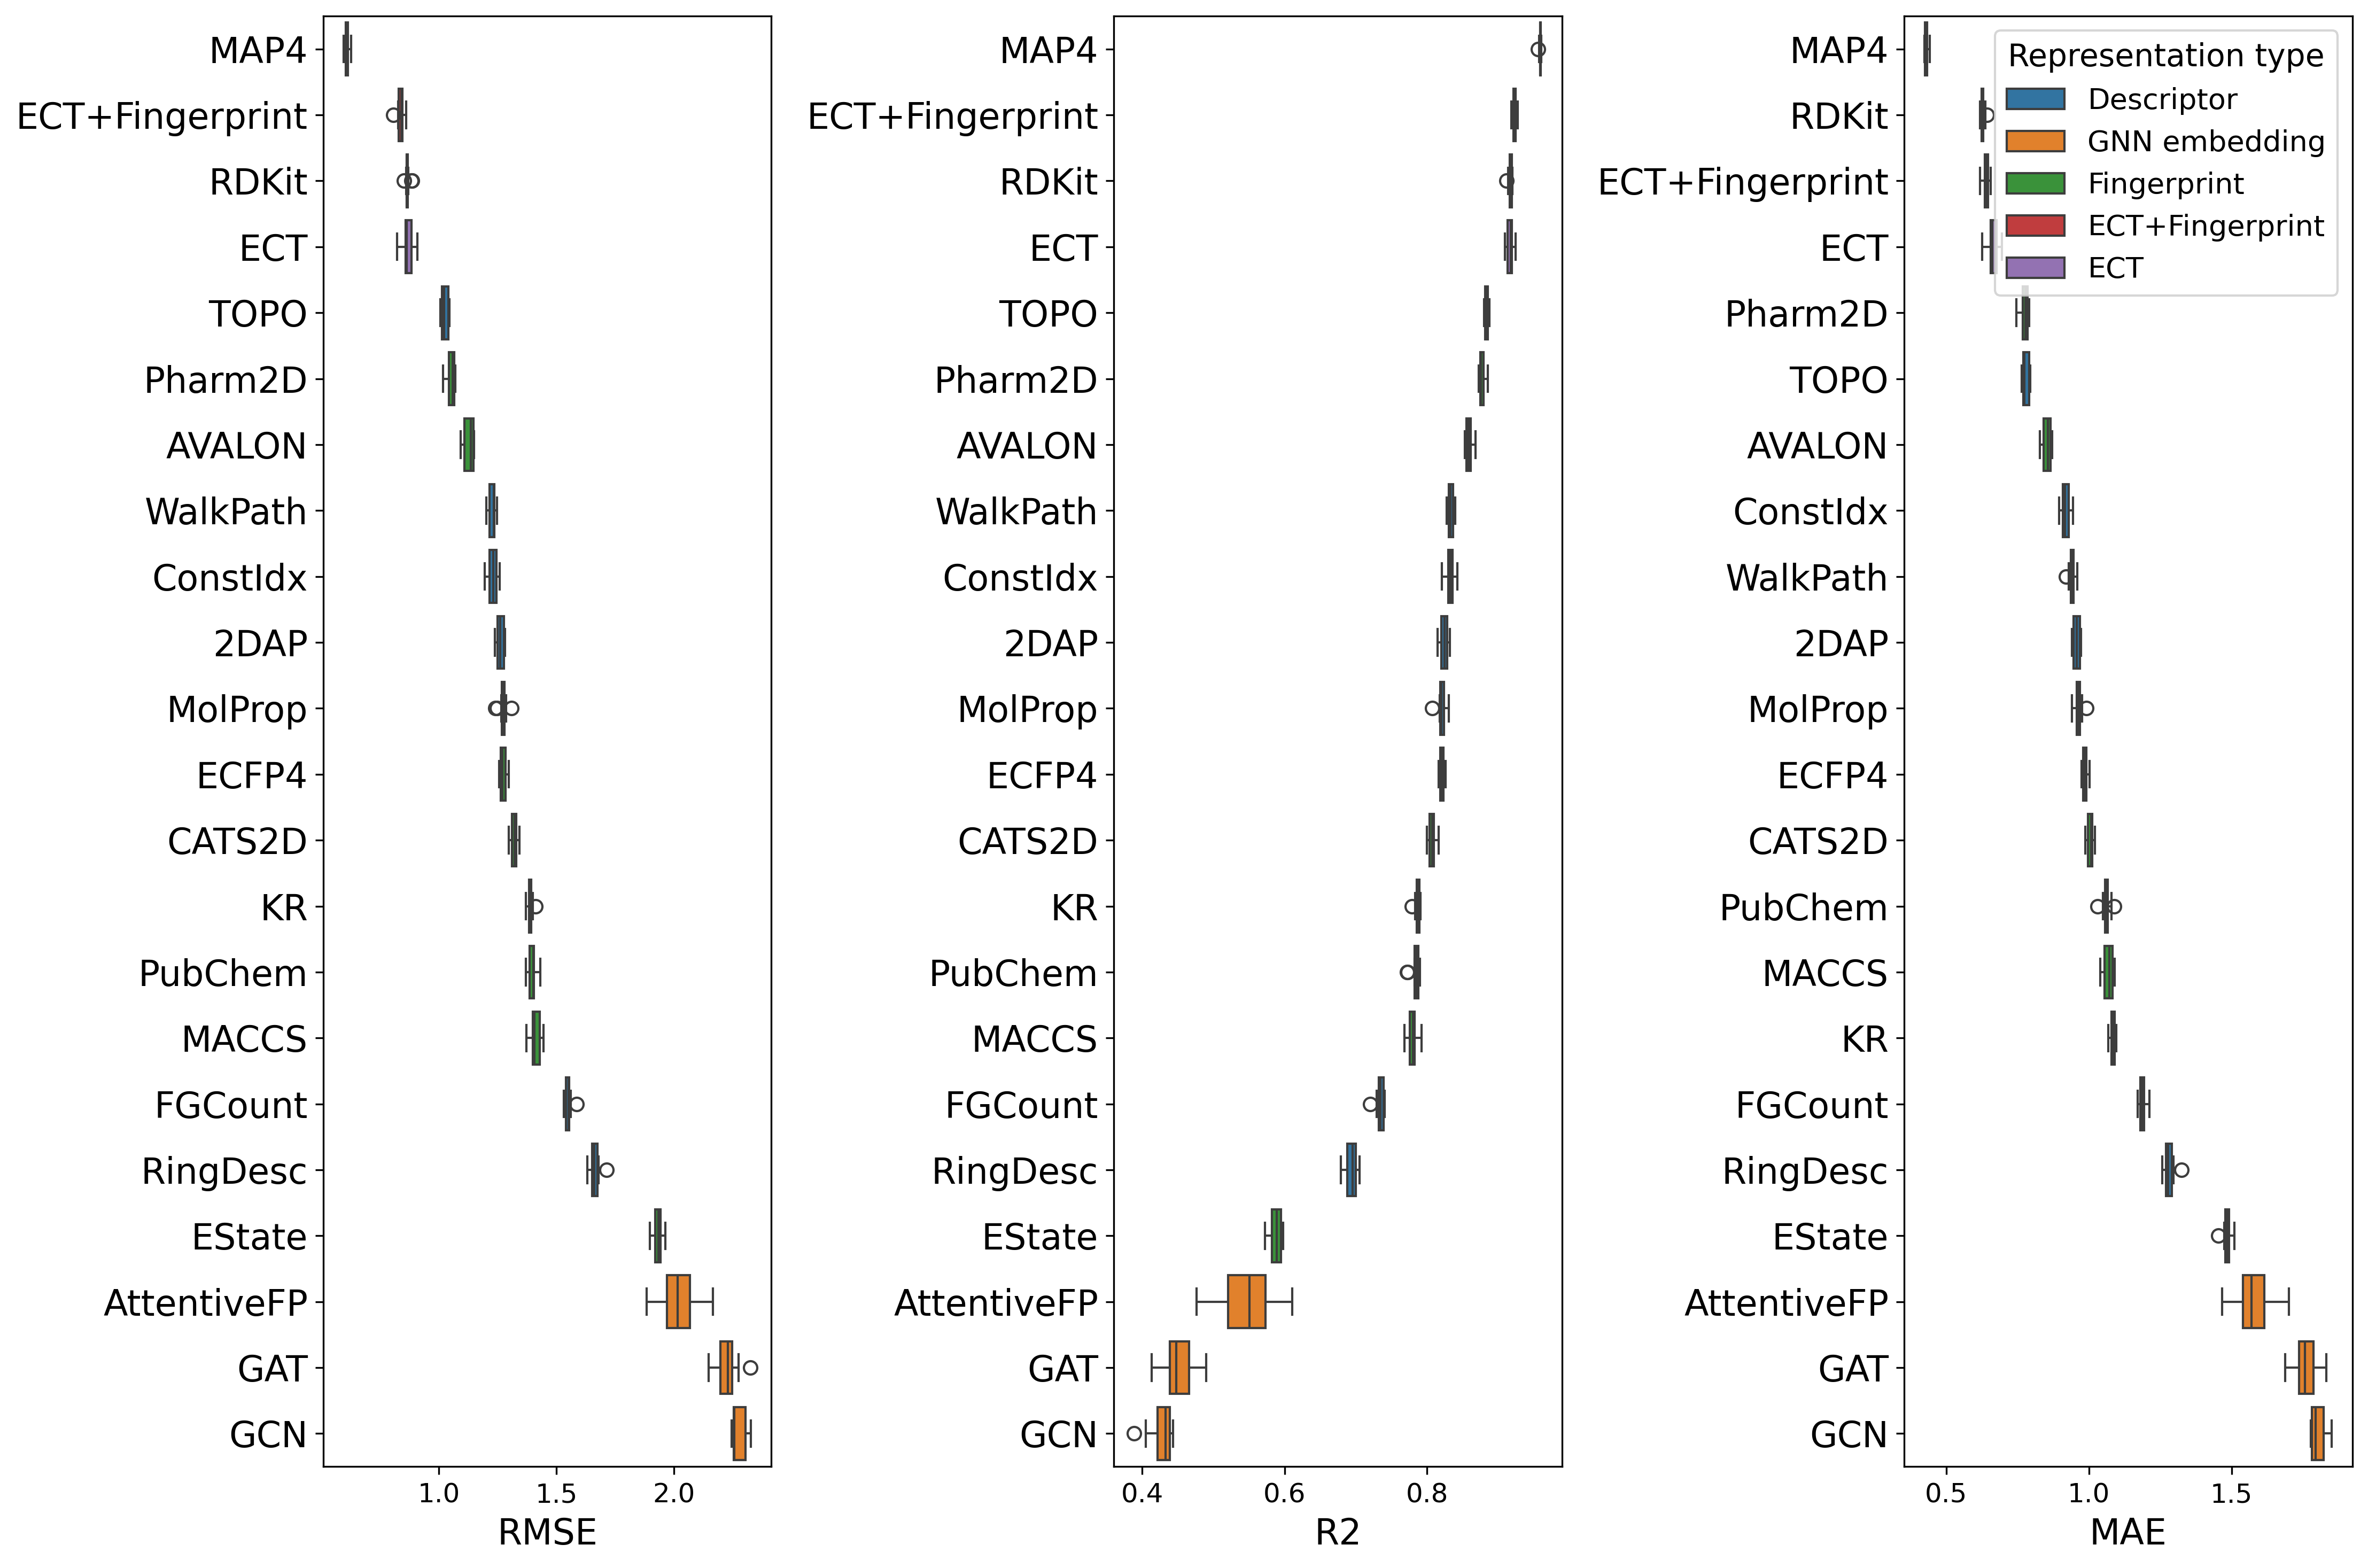 MAP4
ECT+Fingerprint
RDKit
ECT
TOPO
Pharm2D
AVALON
WalkPath
ConstIdx
2DAP
MolProp
ECFP4
CATS2D
KR
PubChem
MACCS
FGCount
RingDesc
EState
AttentiveFP
GAT
GCN
1.0 1.5 2.0
RMSE
MAP4
ECT+Fingerprint
RDKit
ECT
TOPO
Pharm2D
AVALON
WalkPath
ConstIdx
2DAP
MolProp
ECFP4
CATS2D
KR
PubChem
MACCS
FGCount
RingDesc
EState
AttentiveFP
GAT
GCN
0.4 0.6 0.8
R2
MAP4
RDKit
ECT+Fingerprint
ECT
Pharm2D
TOPO
AVALON
ConstIdx
WalkPath
2DAP
MolProp
ECFP4
CATS2D
PubChem
MACCS
KR
FGCount
RingDesc
EState
AttentiveFP
GAT
GCN
0.5 1.0 1.5
MAE
Representation type
Descriptor
GNN embedding
Fingerprint
ECT+Fingerprint
ECT